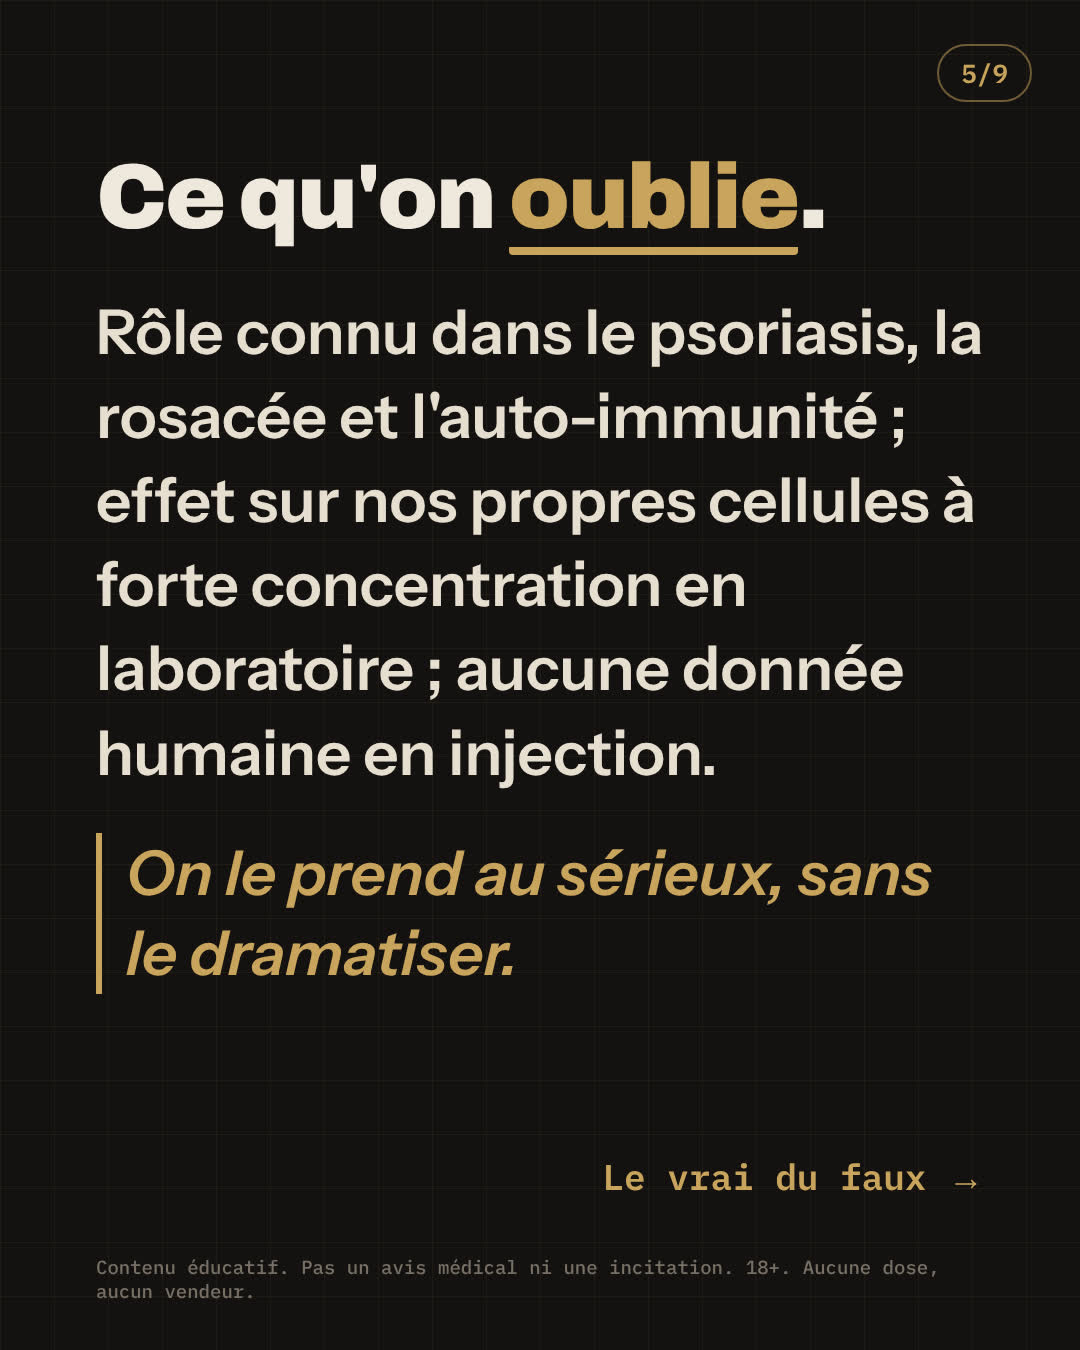 5/9
Ce qu'on oublie.
Rôle connu dans le psoriasis, la
rosacée et l'auto-immunité ;
effet sur nos propres cellules à
forte concentration en
laboratoire ; aucune donnée
humaine en injection.
On le prend au sérieux, sans
le dramatiser.
Le vrai du faux →
Contenu éducatif. Pas un avis médical ni une incitation. 18+. Aucune dose,
aucun vendeur.